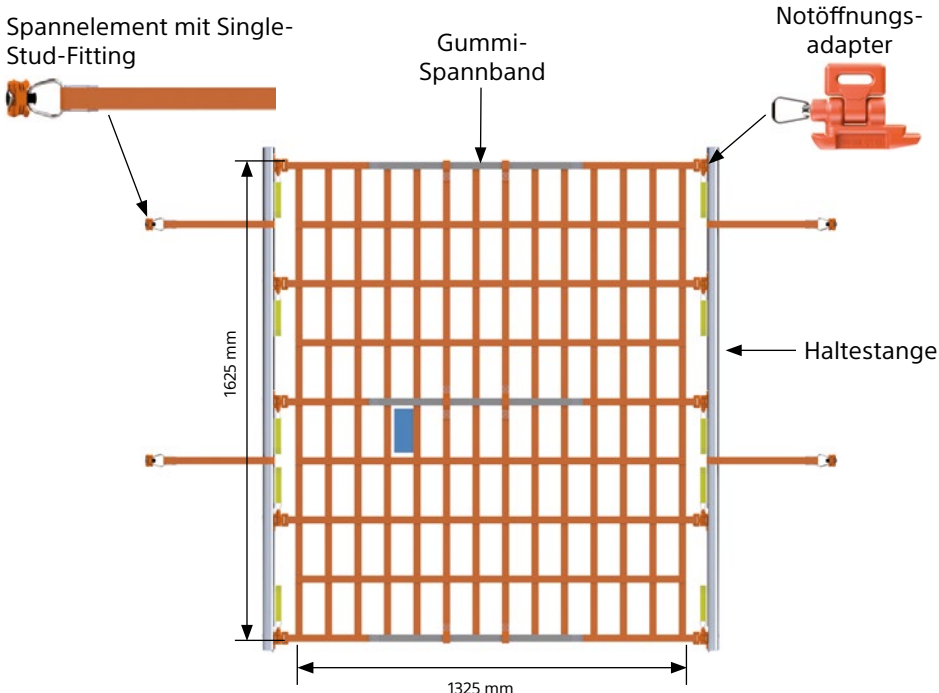 Spannelement mit Single-
Stud-Fitting
Gummi-
Spannband
Notöffnungs-
adapter
1625 mm
Haltestange
1325 mm